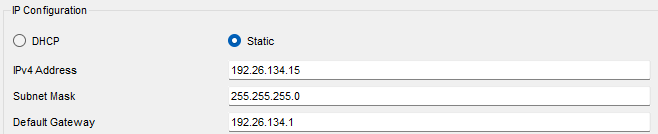 IP Configuration
DHCP Static
IPv4 Address 192.26.134.15
Subnet Mask 255.255.255.0
Default Gateway 192.26.134.1